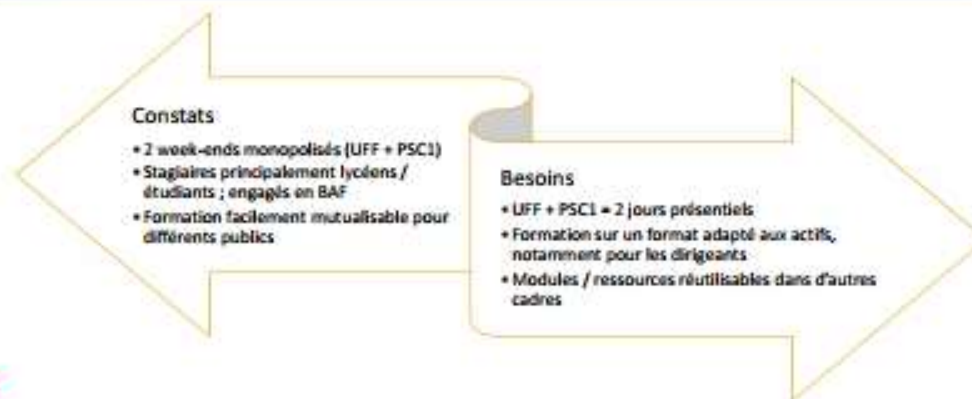 Constats
• 2 week-ends monopolisés (UFF + PSC1)
• Stagiaires principalement lycéens /
étudiants ; engagés en BAF
• Formation facilement mutualisable pour
différents publics
Besoins
• UFF + PSC1 = 2 jours présentiels
• Formation sur un format adapté aux actifs,
notamment pour les dirigeants
• Modules / ressources réutilisables dans d'autres
cadres